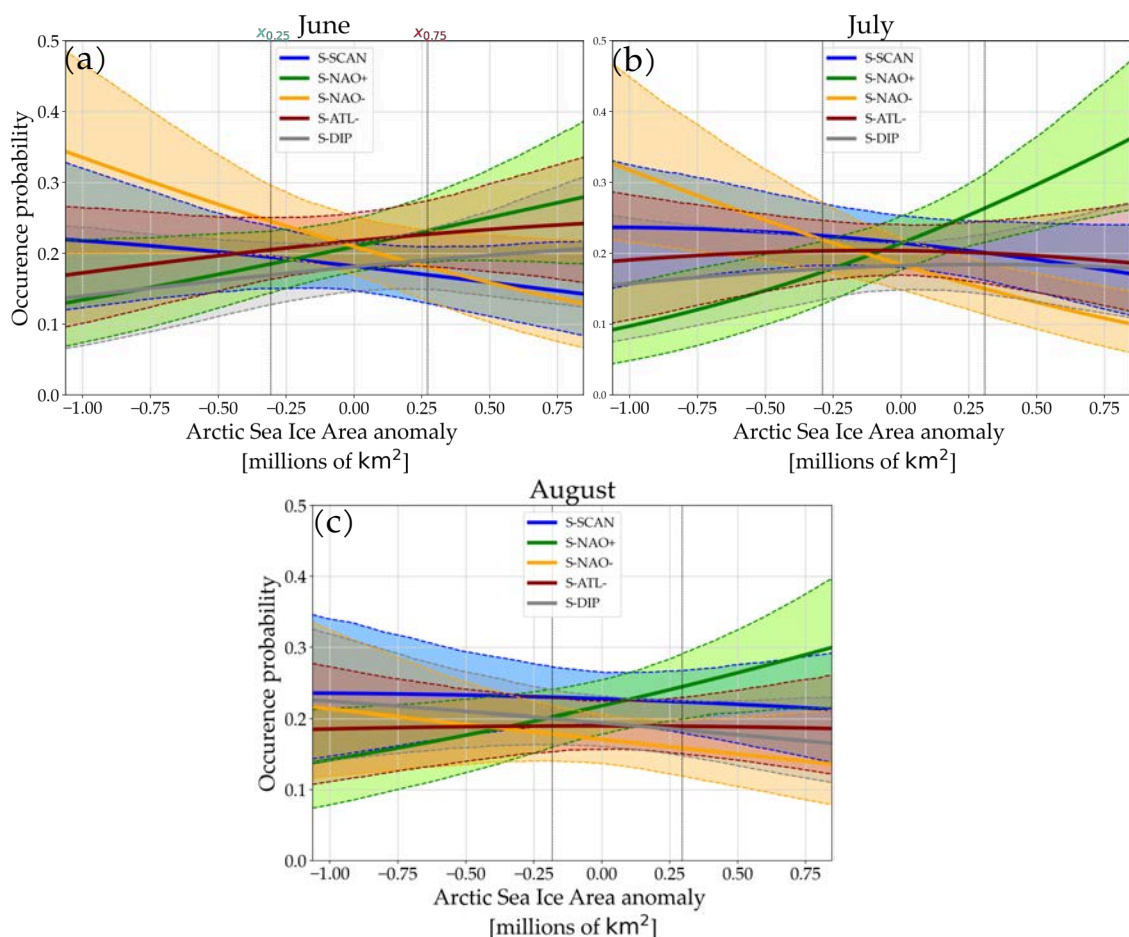 June
x0.25 x0.75
(a)
S-SCAN
S-NAO+
S-NAO-
S-ATL-
S-DIP
0.5
0.4
0.3
0.2
0.1
0.0
Occurence probability
−1.00 −0.75 −0.50 −0.25 0.00 0.25 0.50 0.75
Arctic Sea Ice Area anomaly
[millions of km²]
July
(b)
S-SCAN
S-NAO+
S-NAO-
S-ATL-
S-DIP
0.5
0.4
0.3
0.2
0.1
0.0
−1.00 −0.75 −0.50 −0.25 0.00 0.25 0.50 0.75
Arctic Sea Ice Area anomaly
[millions of km²]
August
(c)
S-SCAN
S-NAO+
S-NAO-
S-ATL-
S-DIP
0.5
0.4
0.3
0.2
0.1
0.0
Occurence probability
−1.00 −0.75 −0.50 −0.25 0.00 0.25 0.50 0.75
Arctic Sea Ice Area anomaly
[millions of km²]